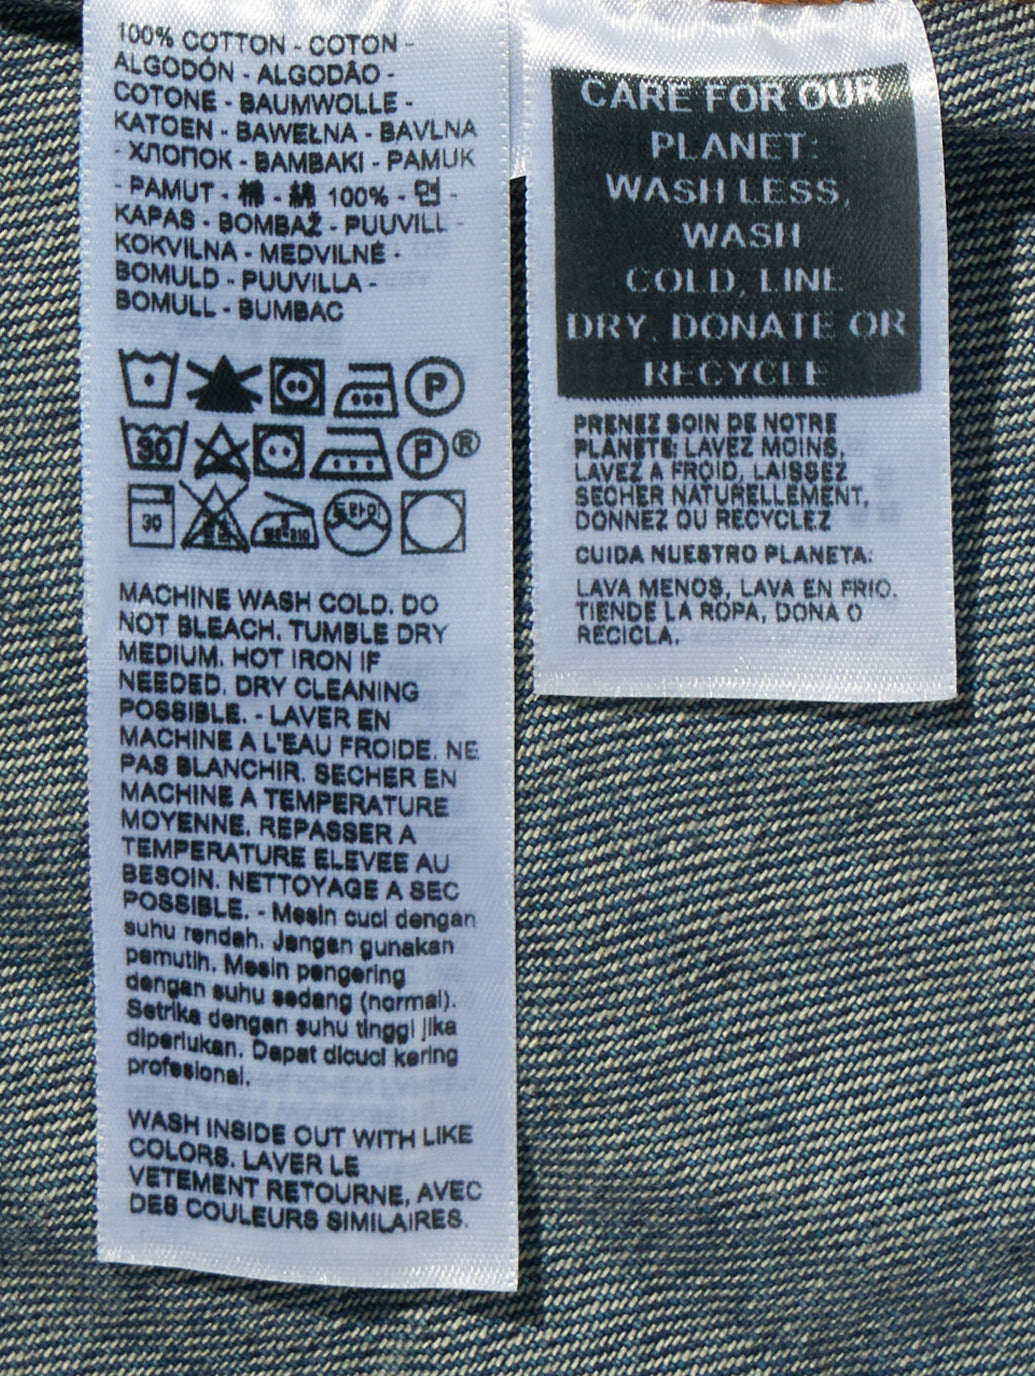 100% COTTON - COTON -
ALGODÓN - ALGODÃO -
COTONE - BAUMWOLLE -
KATOEN - BAWEŁNA - BAVLNA
- ХЛОПОК - BAMBAKI - PAMUK
- PAMUT - 棉 - 綿 100% - 면 -
KAPAS - BOMBAŽ - PUUVILL -
KOKVILNA - MEDVILNĖ -
BOMULD - PUUVILLA -
BOMULL - BUMBAC
P
30 P ®
30 드라이
MACHINE WASH COLD. DO
NOT BLEACH. TUMBLE DRY
MEDIUM. HOT IRON IF
NEEDED. DRY CLEANING
POSSIBLE. - LAVER EN
MACHINE A L'EAU FROIDE. NE
PAS BLANCHIR. SECHER EN
MACHINE A TEMPERATURE
MOYENNE. REPASSER A
TEMPERATURE ELEVEE AU
BESOIN. NETTOYAGE A SEC
POSSIBLE. - Mesin cuci dengan
suhu rendah. Jangan gunakan
pemutih. Mesin pengering
dengan suhu sedang (normal).
Setrika dengan suhu tinggi jika
diperlukan. Dapat dicuci kering
profesional.
WASH INSIDE OUT WITH LIKE
COLORS. LAVER LE
VETEMENT RETOURNE, AVEC
DES COULEURS SIMILAIRES.
CARE FOR OUR
PLANET:
WASH LESS,
WASH
COLD, LINE
DRY, DONATE OR
RECYCLE
PRENEZ SOIN DE NOTRE
PLANETE: LAVEZ MOINS,
LAVEZ A FROID, LAISSEZ
SECHER NATURELLEMENT,
DONNEZ OU RECYCLEZ
CUIDA NUESTRO PLANETA:
LAVA MENOS, LAVA EN FRIO.
TIENDE LA ROPA, DONA O
RECICLA.